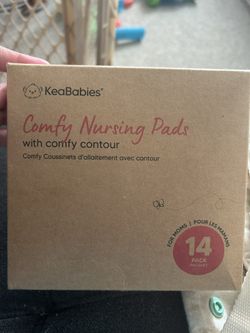 KeaBabies®
Comfy Nursing Pads
with comfy contour
Comfy Coussinets d'allaitement avec contour
FOR MOMS | POUR LES MAMANS
14
PACK
PAQUET